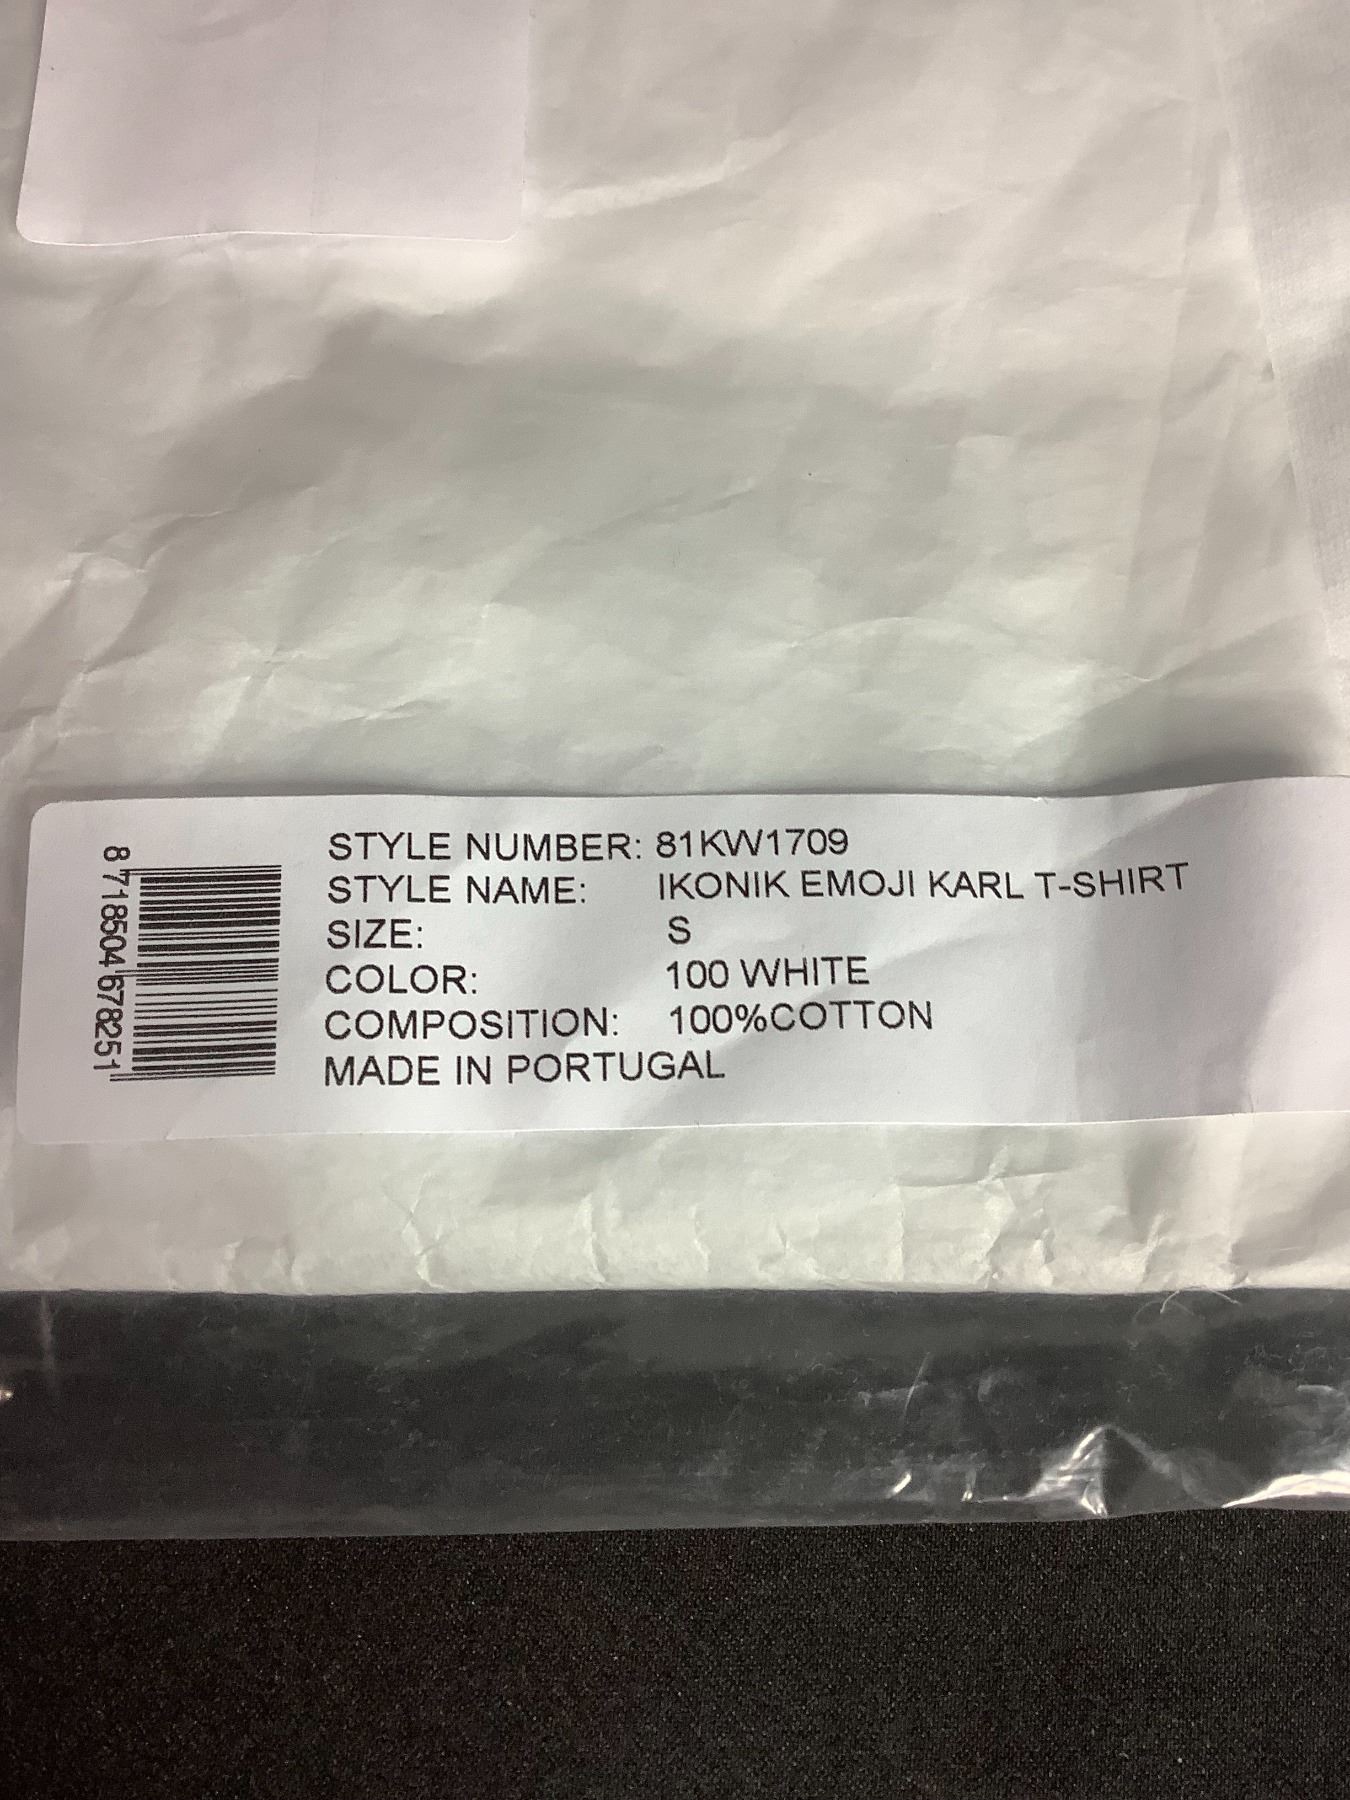 STYLE NUMBER: 81KW1709
STYLE NAME: IKONIK EMOJI KARL T-SHIRT
SIZE: S
COLOR: 100 WHITE
COMPOSITION: 100%COTTON
MADE IN PORTUGAL
8 718504 678251